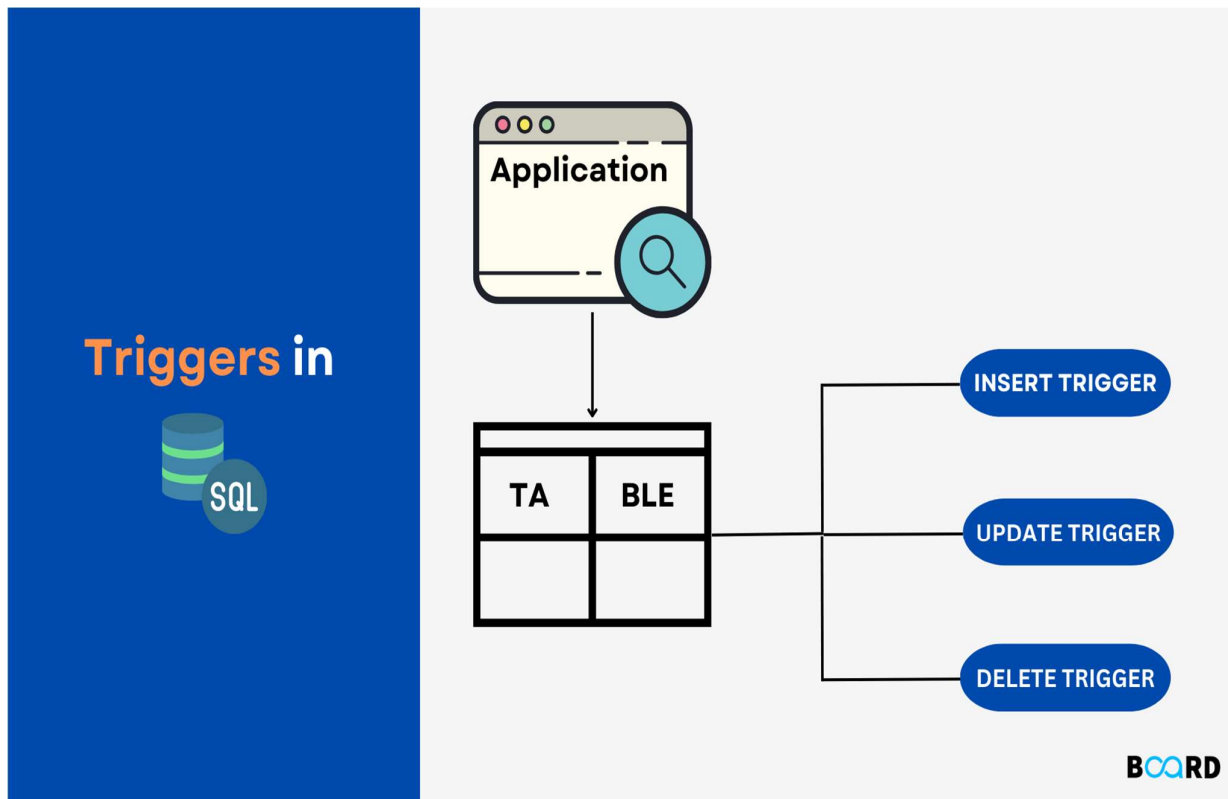 Triggers in
SQL
Application
TA BLE
INSERT TRIGGER
UPDATE TRIGGER
DELETE TRIGGER
BOARD